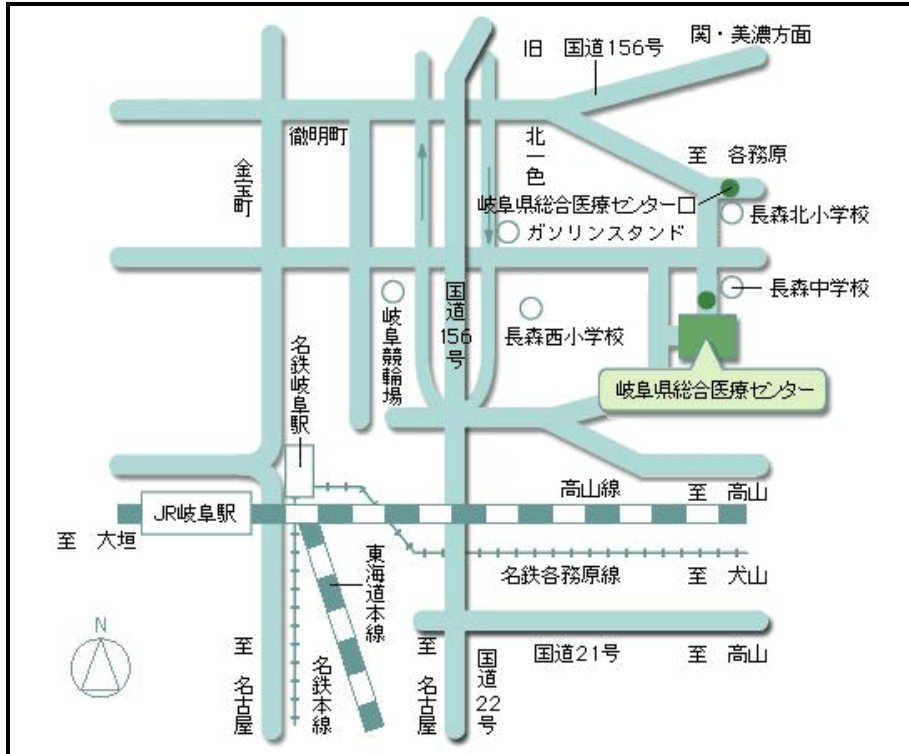 関・美濃方面
旧 国道156号
徹明町
北一色
至 各務原
金宝町
岐阜県総合医療センター口
長森北小学校
ガソリンスタンド
長森中学校
国道156号
岐阜競輪場
長森西小学校
名鉄岐阜駅
岐阜県総合医療センター
高山線
至 高山
JR岐阜駅
至 大垣
東海道本線
名鉄各務原線
至 犬山
N
至 名古屋
名鉄本線
至 名古屋
国道22号
国道21号
至 高山